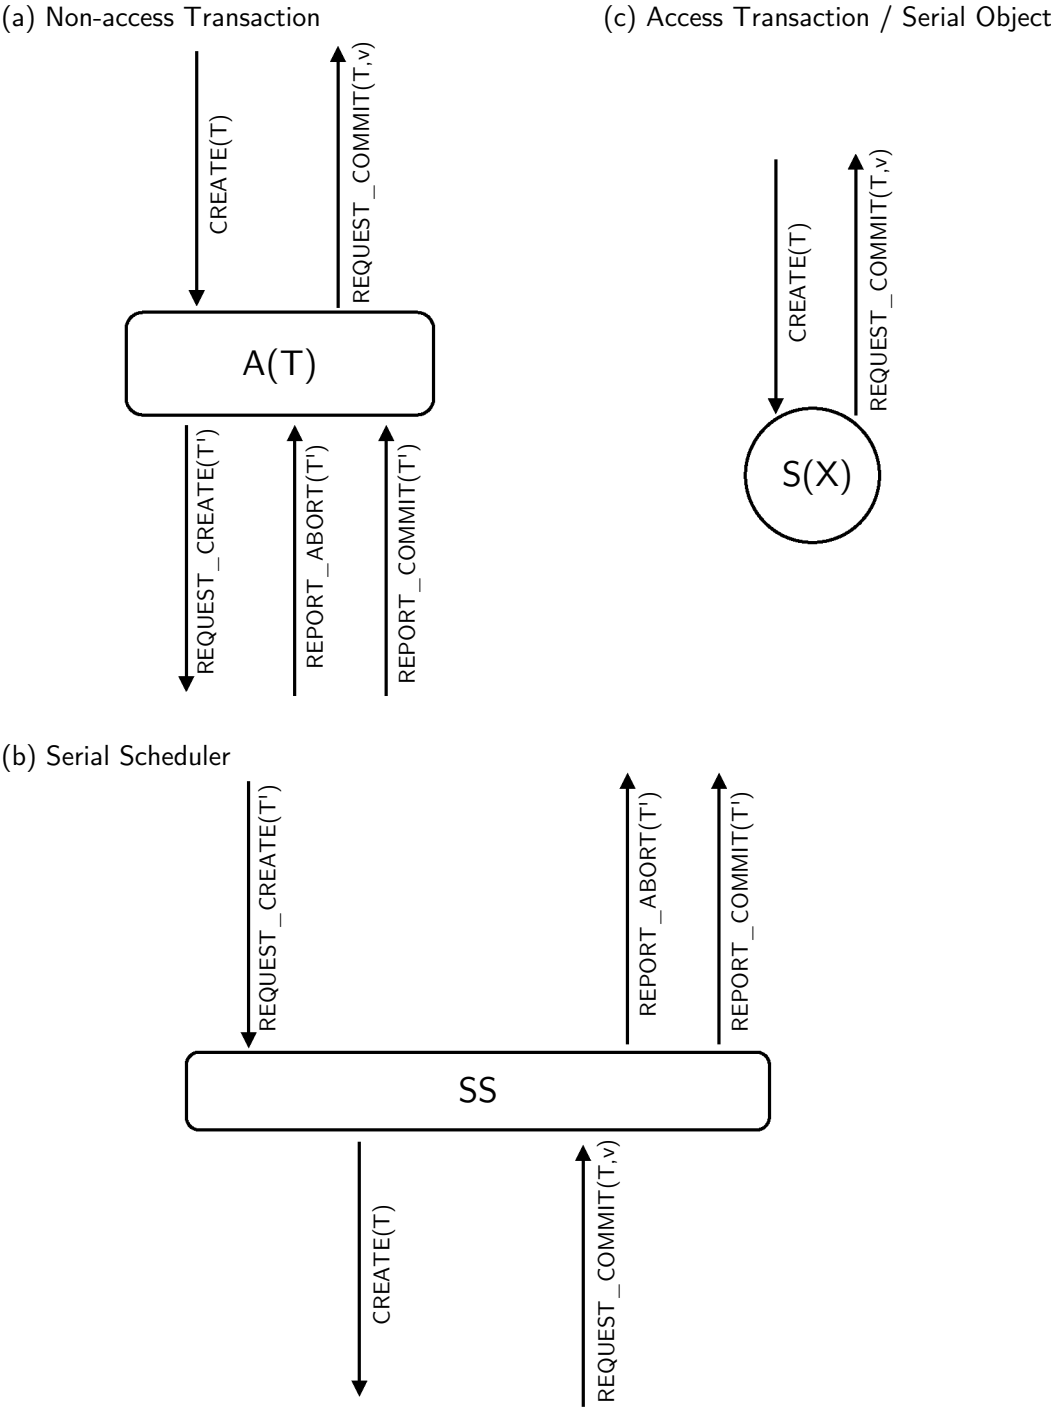 (a) Non-access Transaction
CREATE(T)
REQUEST_COMMIT(T,v)
A(T)
REQUEST_CREATE(T')
REPORT_ABORT(T')
REPORT_COMMIT(T')
(c) Access Transaction / Serial Object
CREATE(T)
REQUEST_COMMIT(T,v)
S(X)
(b) Serial Scheduler
REQUEST_CREATE(T')
REPORT_ABORT(T')
REPORT_COMMIT(T')
SS
CREATE(T)
REQUEST_COMMIT(T,v)